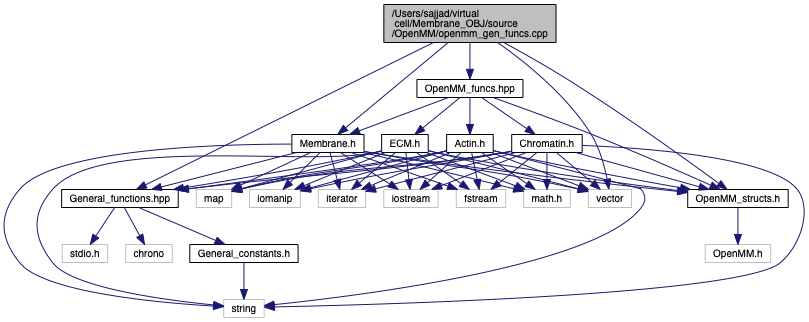 /Users/sajjad/virtual
cell/Membrane_OBJ/source
/OpenMM/openmm_gen_funcs.cpp
OpenMM_funcs.hpp
Membrane.h
ECM.h
Actin.h
Chromatin.h
General_functions.hpp
map
iomanip
iterator
iostream
fstream
math.h
vector
OpenMM_structs.h
stdio.h
chrono
General_constants.h
OpenMM.h
string